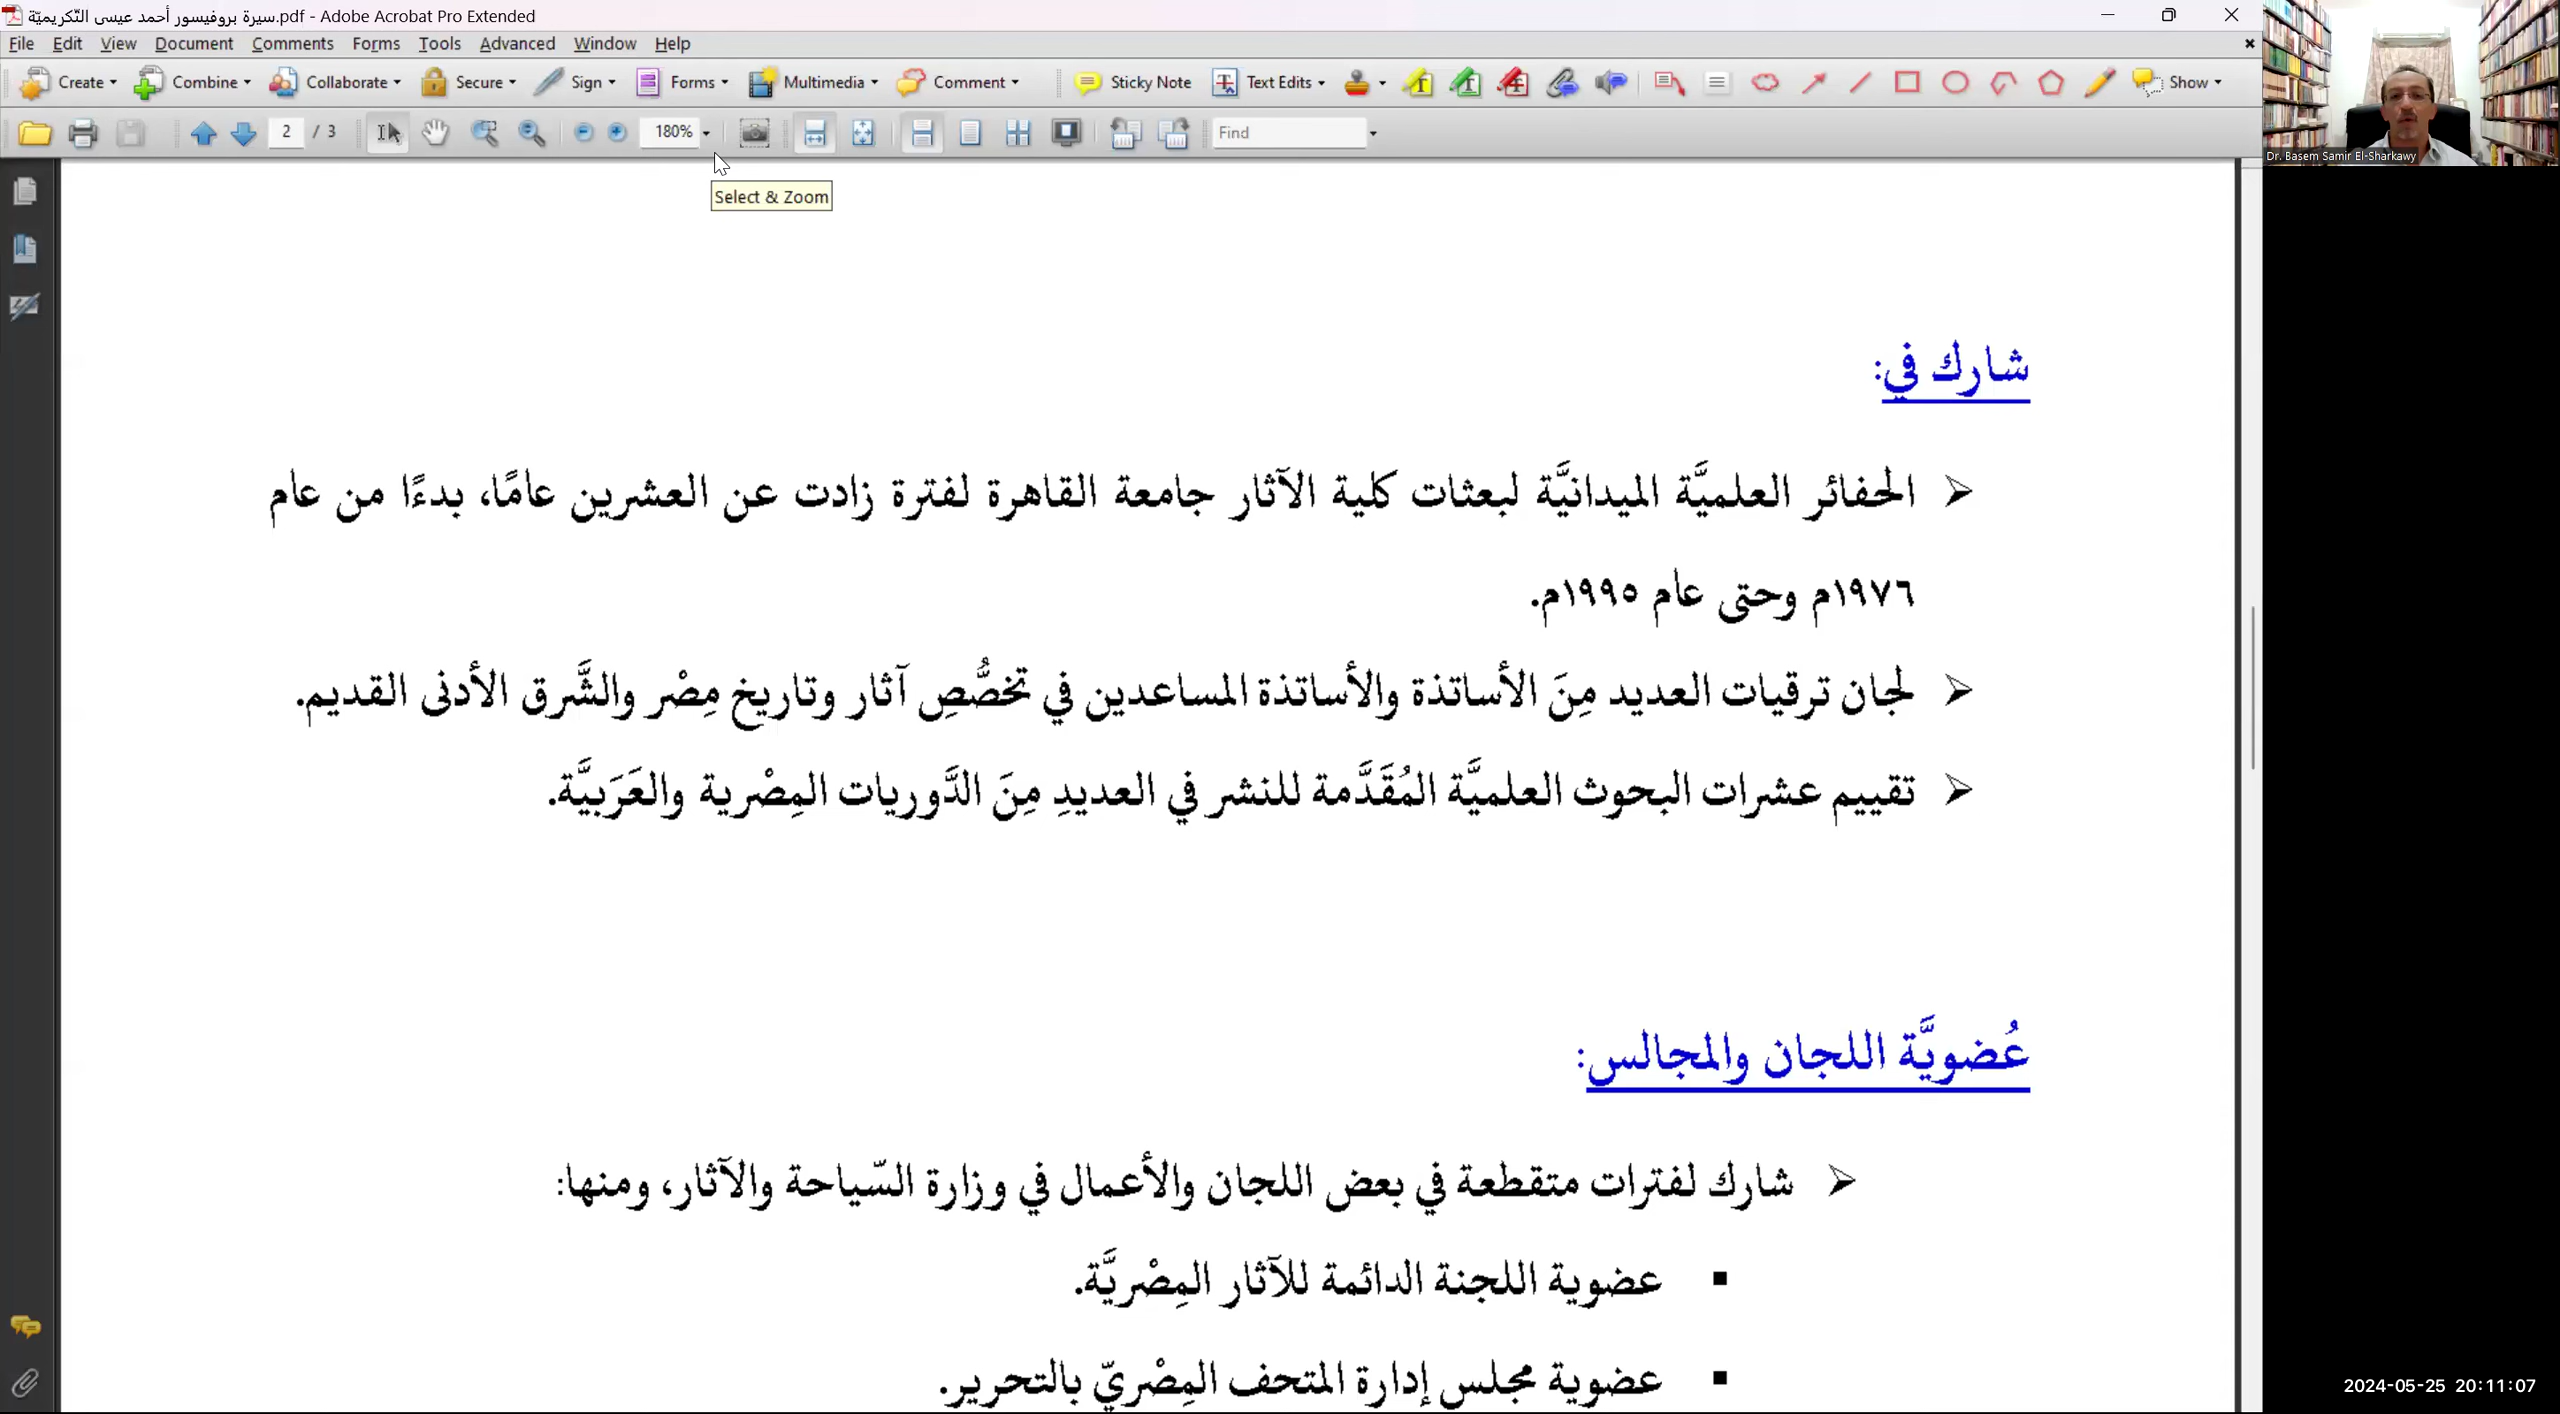 سيرة بروفيسور أحمد عيسى التّكريميّة.pdf - Adobe Acrobat Pro Extended
File Edit View Document Comments Forms Tools Advanced Window Help
Create Combine Collaborate Secure Sign Forms Multimedia Comment Sticky Note Text Edits Show
2 / 3 180% Find
Select & Zoom
Dr. Basem Samir El-Sharkawy
شارك في:
الحفائر العلميَّة الميدانيَّة لبعثات كلية الآثار جامعة القاهرة لفترة زادت عن العشرين عامًا، بدءًا من عام
١٩٧٦م وحتى عام ١٩٩٥م.
لجان ترقيات العديد مِنَ الأساتذة والأساتذة المساعدين في تخصُّصِ آثار وتاريخ مِصْر والشَّرق الأدنى القديم.
تقييم عشرات البحوث العلميَّة المُقَدَّمة للنشر في العديدِ مِنَ الدَّوريات المِصْرية والعَرَبيَّة.
عُضويَّة اللجان والمجالس:
شارك لفترات متقطعة في بعض اللجان والأعمال في وزارة السّياحة والآثار، ومنها:
عضوية اللجنة الدائمة للآثار المِصْريَّة.
عضوية مجلس إدارة المتحف المِصْريّ بالتحرير.
2024-05-25 20:11:07